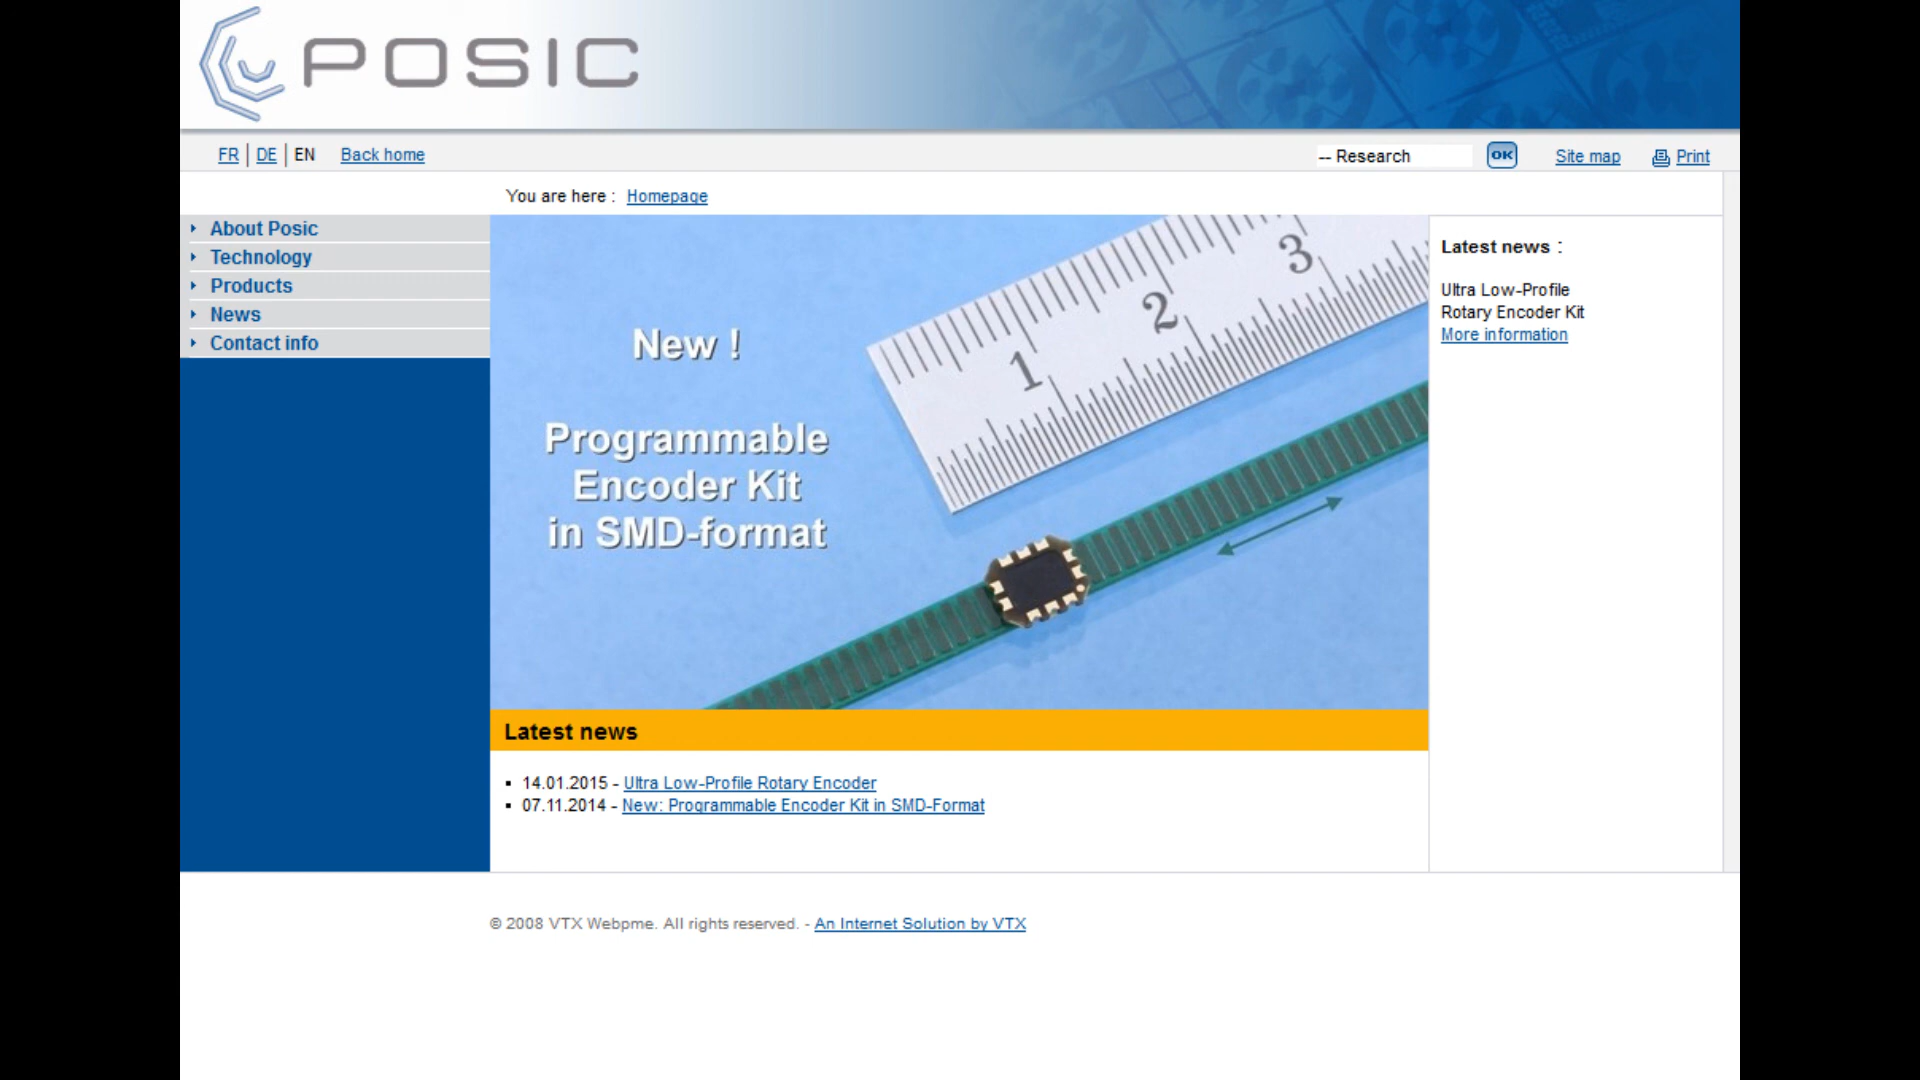 POSIC
FR | DE | EN Back home
-- Research OK Site map Print
You are here : Homepage
About Posic
Technology
Products
News
Contact info
New !
Programmable
Encoder Kit
in SMD-format
1 2 3
Latest news :
Ultra Low-Profile
Rotary Encoder Kit
More information
Latest news
▪ 14.01.2015 - Ultra Low-Profile Rotary Encoder
▪ 07.11.2014 - New: Programmable Encoder Kit in SMD-Format
© 2008 VTX Webpme. All rights reserved. - An Internet Solution by VTX